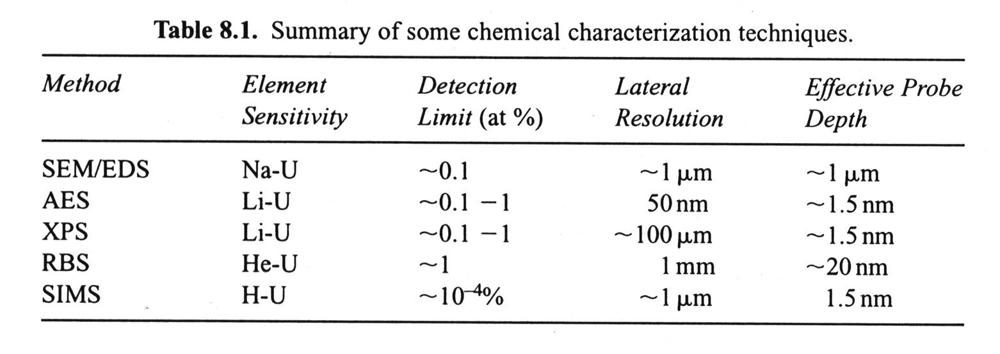 Table 8.1. Summary of some chemical characterization techniques.
Method Element Sensitivity Detection Limit (at %) Lateral Resolution Effective Probe Depth
SEM/EDS Na-U ~0.1 ~1 μm ~1 μm
AES Li-U ~0.1 −1 50 nm ~1.5 nm
XPS Li-U ~0.1 −1 ~100 μm ~1.5 nm
RBS He-U ~1 1 mm ~20 nm
SIMS H-U ~10⁻⁴% ~1 μm 1.5 nm